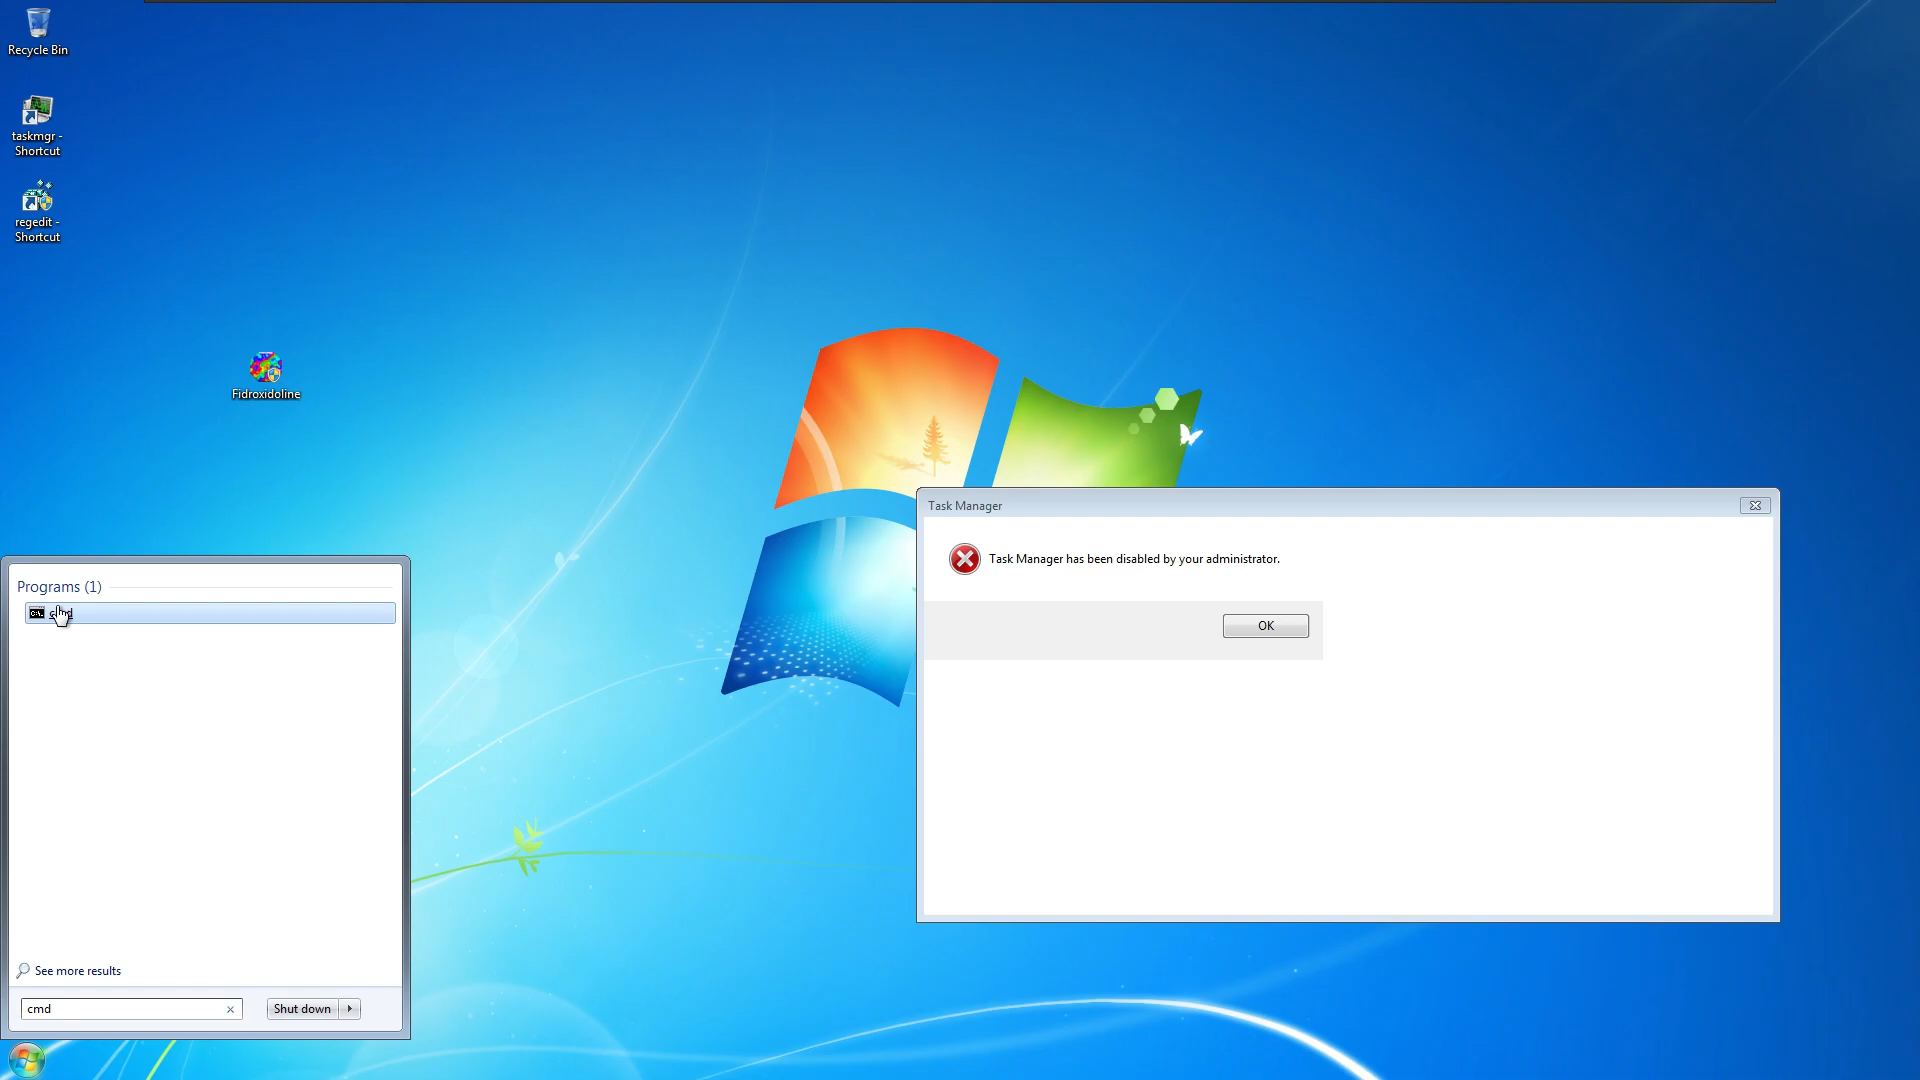 Recycle Bin
taskmgr -
Shortcut
regedit -
Shortcut
Fidroxidoline
Task Manager
Task Manager has been disabled by your administrator.
OK
Programs (1)
See more results
cmd
Shut down